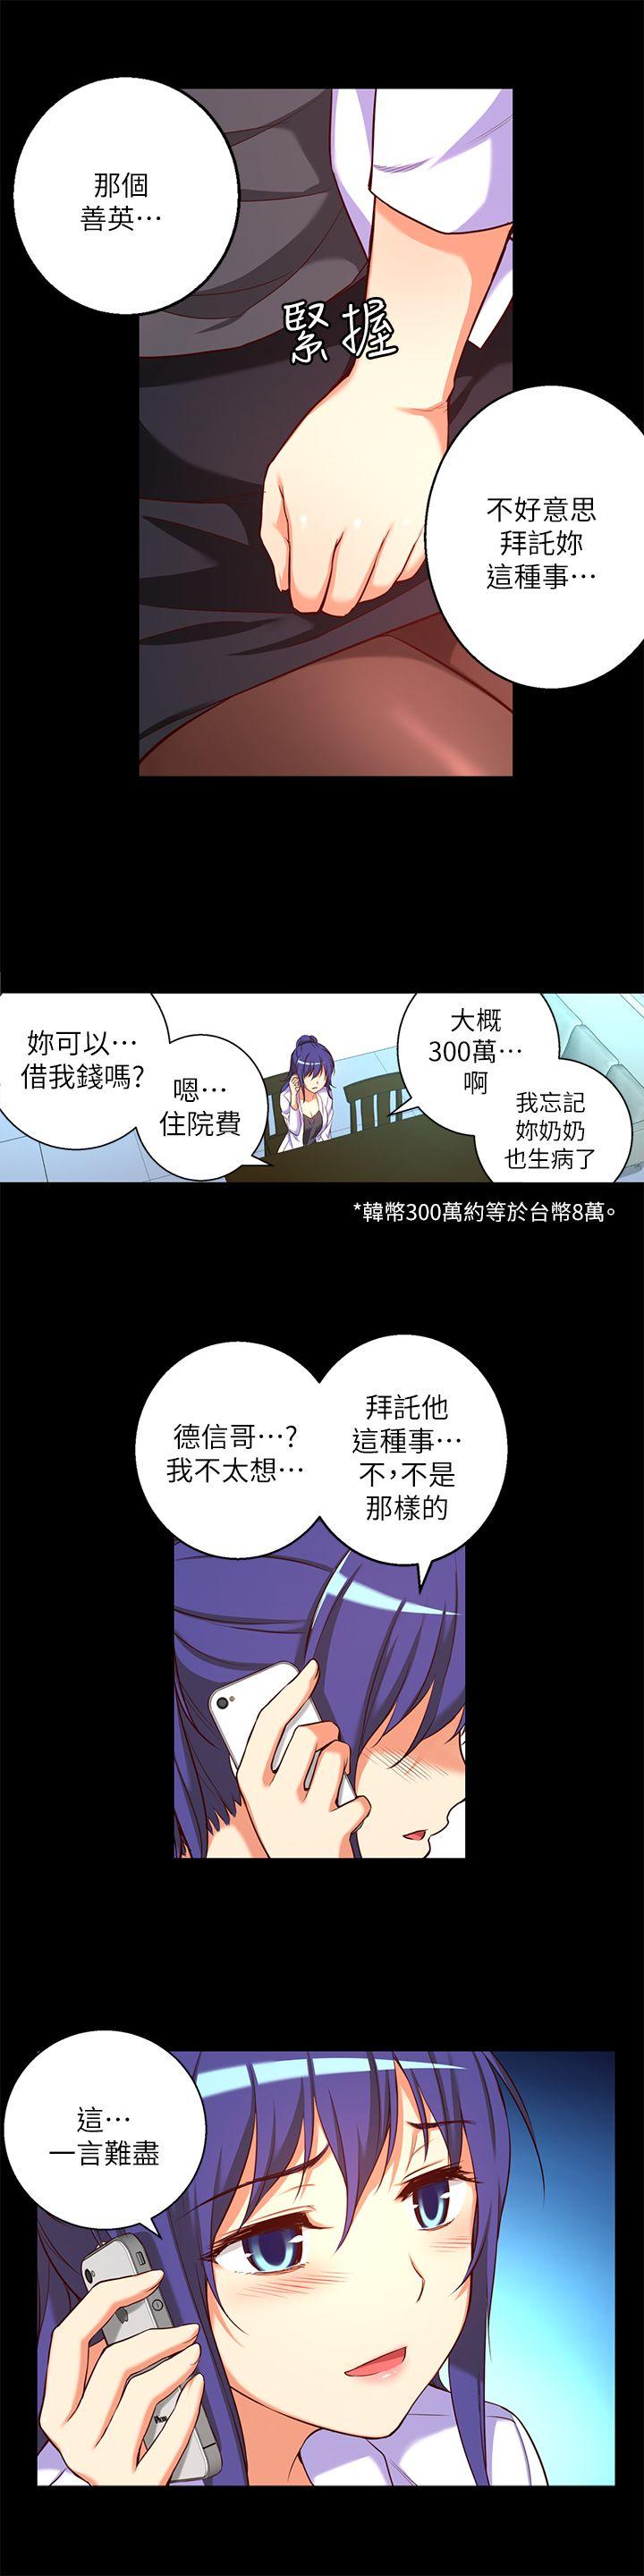 那個
善英⋯
緊握
不好意思
拜託妳
這種事⋯
妳可以⋯
借我錢嗎?
嗯⋯
住院費
大概
300萬⋯
啊
我忘記
妳奶奶
也生病了
*韓幣300萬約等於台幣8萬。
德信哥⋯?
我不太想⋯
拜託他
這種事⋯
不,不是
那樣的
這⋯
一言難盡